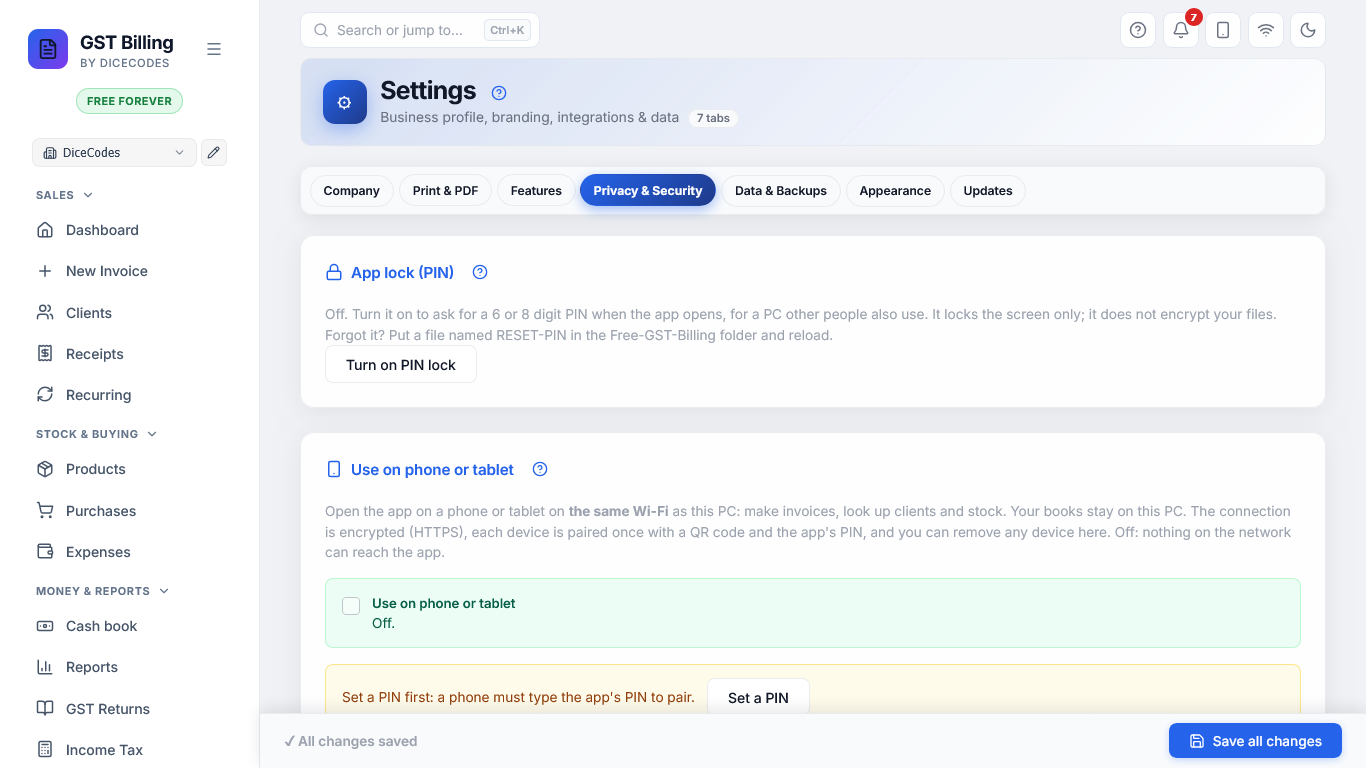 GST Billing
BY DICECODES
FREE FOREVER
DiceCodes
SALES
Dashboard
New Invoice
Clients
Receipts
Recurring
STOCK & BUYING
Products
Purchases
Expenses
MONEY & REPORTS
Cash book
Reports
GST Returns
Income Tax
Search or jump to...
Ctrl+K
7
Settings
Business profile, branding, integrations & data
7 tabs
Company
Print & PDF
Features
Privacy & Security
Data & Backups
Appearance
Updates
App lock (PIN)
Off. Turn it on to ask for a 6 or 8 digit PIN when the app opens, for a PC other people also use. It locks the screen only; it does not encrypt your files.
Forgot it? Put a file named RESET-PIN in the Free-GST-Billing folder and reload.
Turn on PIN lock
Use on phone or tablet
Open the app on a phone or tablet on the same Wi-Fi as this PC: make invoices, look up clients and stock. Your books stay on this PC. The connection
is encrypted (HTTPS), each device is paired once with a QR code and the app's PIN, and you can remove any device here. Off: nothing on the network
can reach the app.
Use on phone or tablet
Off.
Set a PIN first: a phone must type the app's PIN to pair.
Set a PIN
✓ All changes saved
Save all changes